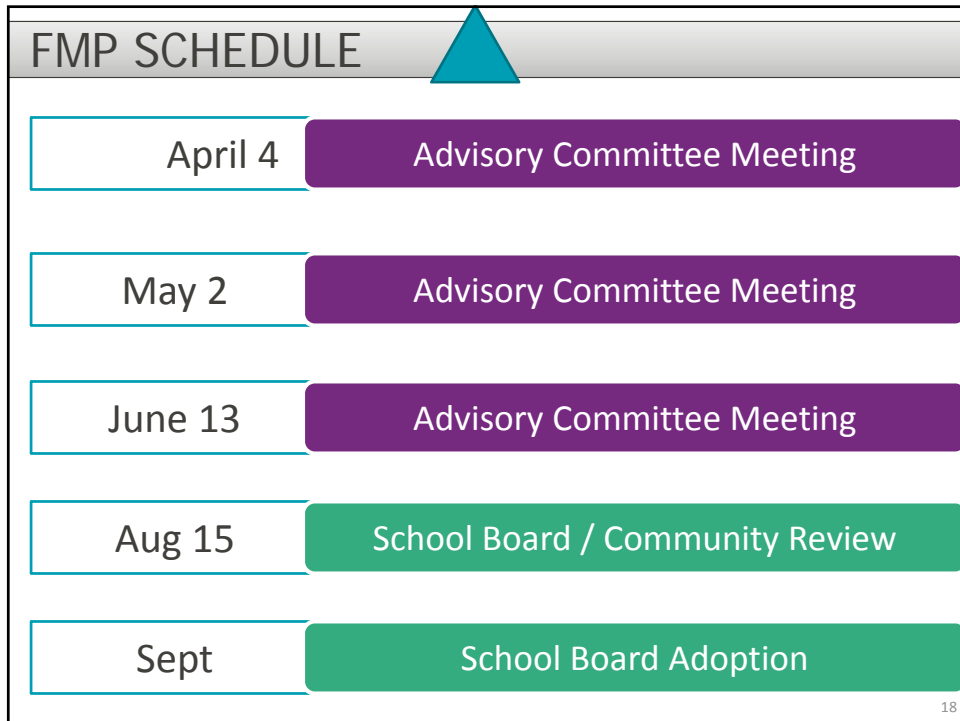 FMP SCHEDULE
April 4 Advisory Committee Meeting
May 2 Advisory Committee Meeting
June 13 Advisory Committee Meeting
Aug 15 School Board / Community Review
Sept School Board Adoption
18